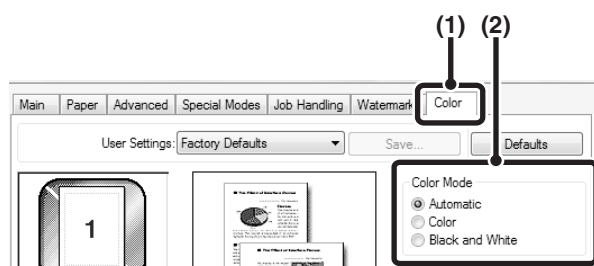 (1) (2)
Main Paper Advanced Special Modes Job Handling Watermark Color
User Settings: Factory Defaults Save... Defaults
Color Mode
Automatic
Color
Black and White
1